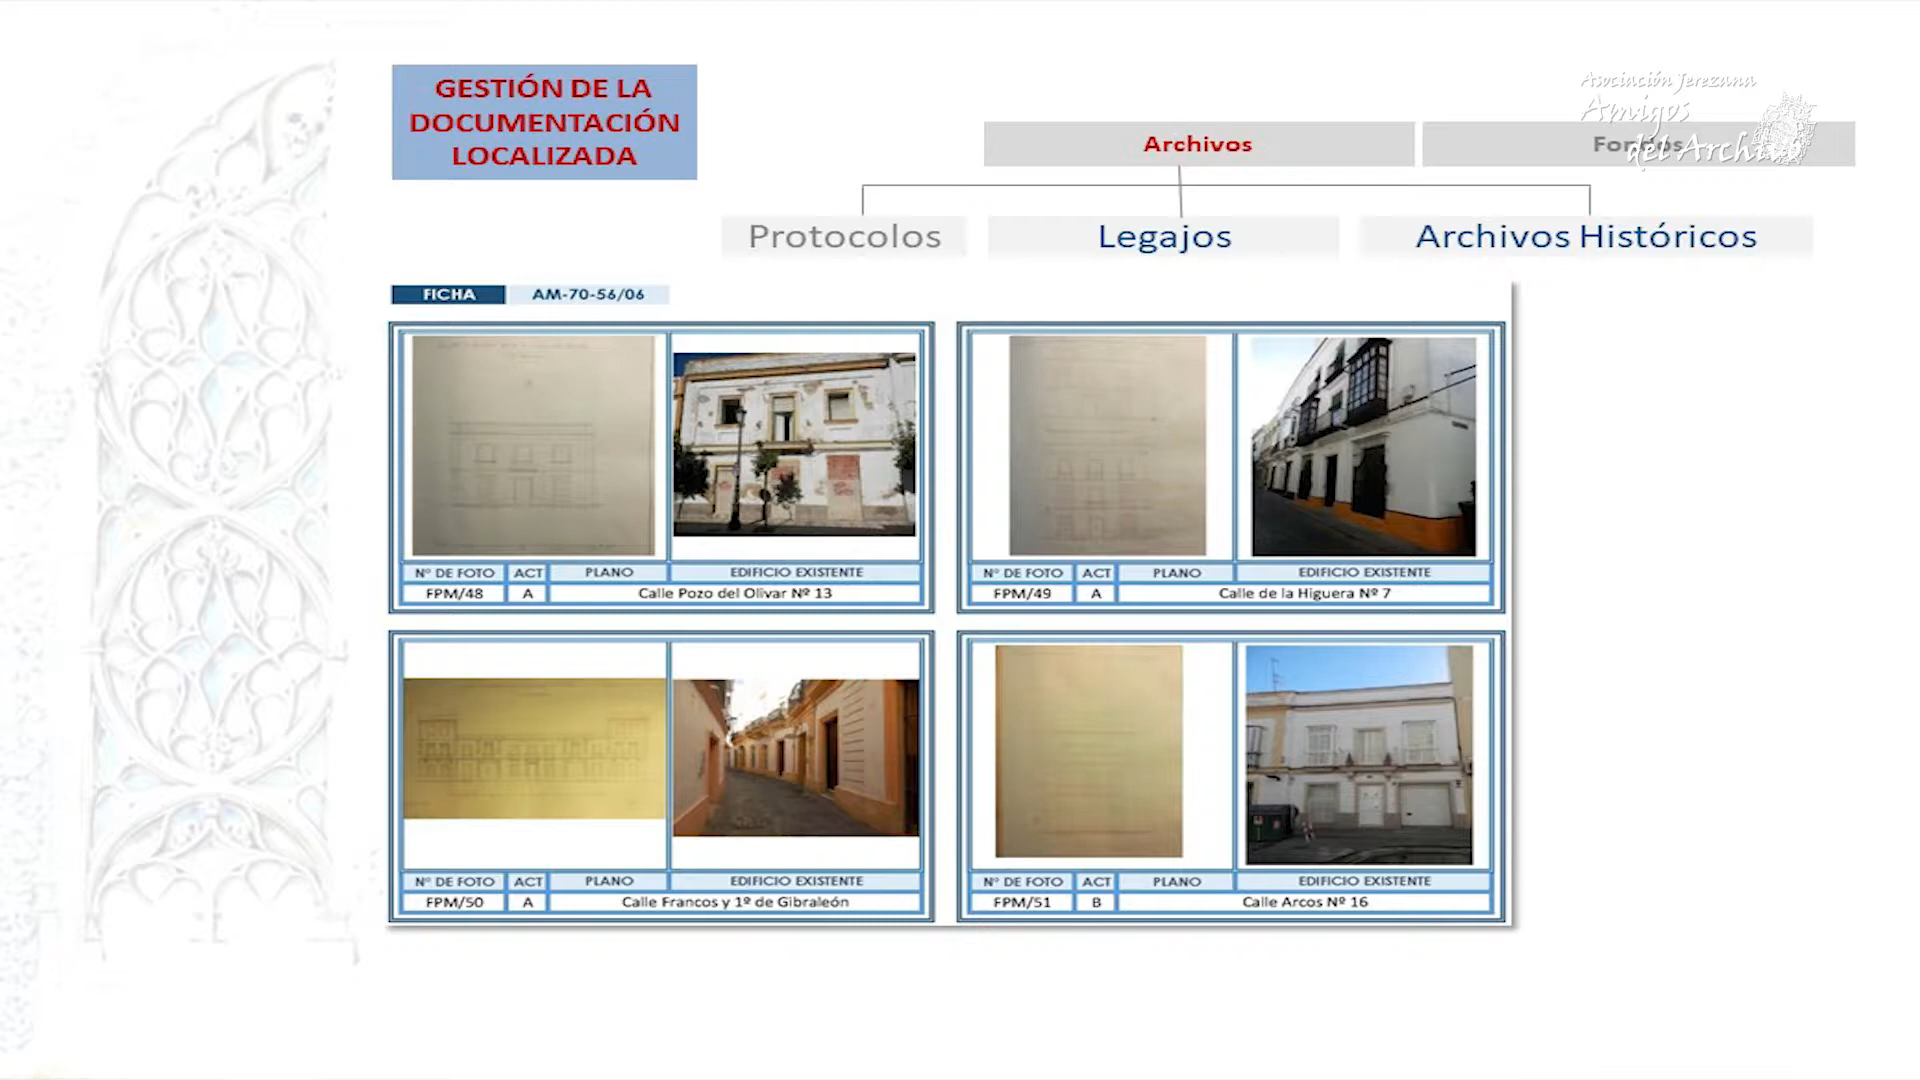 GESTIÓN DE LA
DOCUMENTACIÓN
LOCALIZADA
Asociación Jerezana
Amigos
del Archivo
Archivos
Fondos
Protocolos
Legajos
Archivos Históricos
FICHA AM-70-56/06
Nº DE FOTO ACT PLANO EDIFICIO EXISTENTE
FPM/48 A Calle Pozo del Olivar Nº 13
Nº DE FOTO ACT PLANO EDIFICIO EXISTENTE
FPM/49 A Calle de la Higuera Nº 7
Nº DE FOTO ACT PLANO EDIFICIO EXISTENTE
FPM/50 A Calle Francos y 1º de Gibraleón
Nº DE FOTO ACT PLANO EDIFICIO EXISTENTE
FPM/51 B Calle Arcos Nº 16